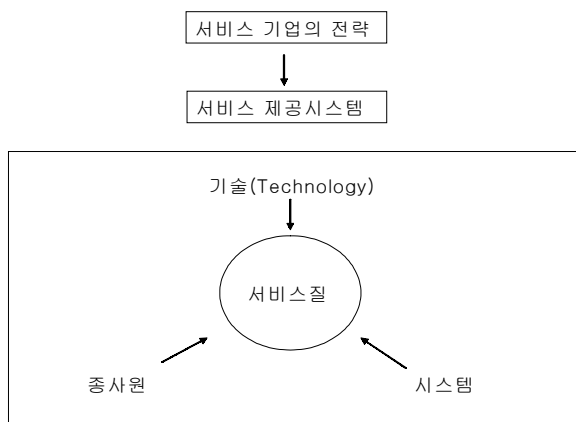 서비스 기업의 전략
서비스 제공시스템
기술(Technology)
서비스질
종사원
시스템